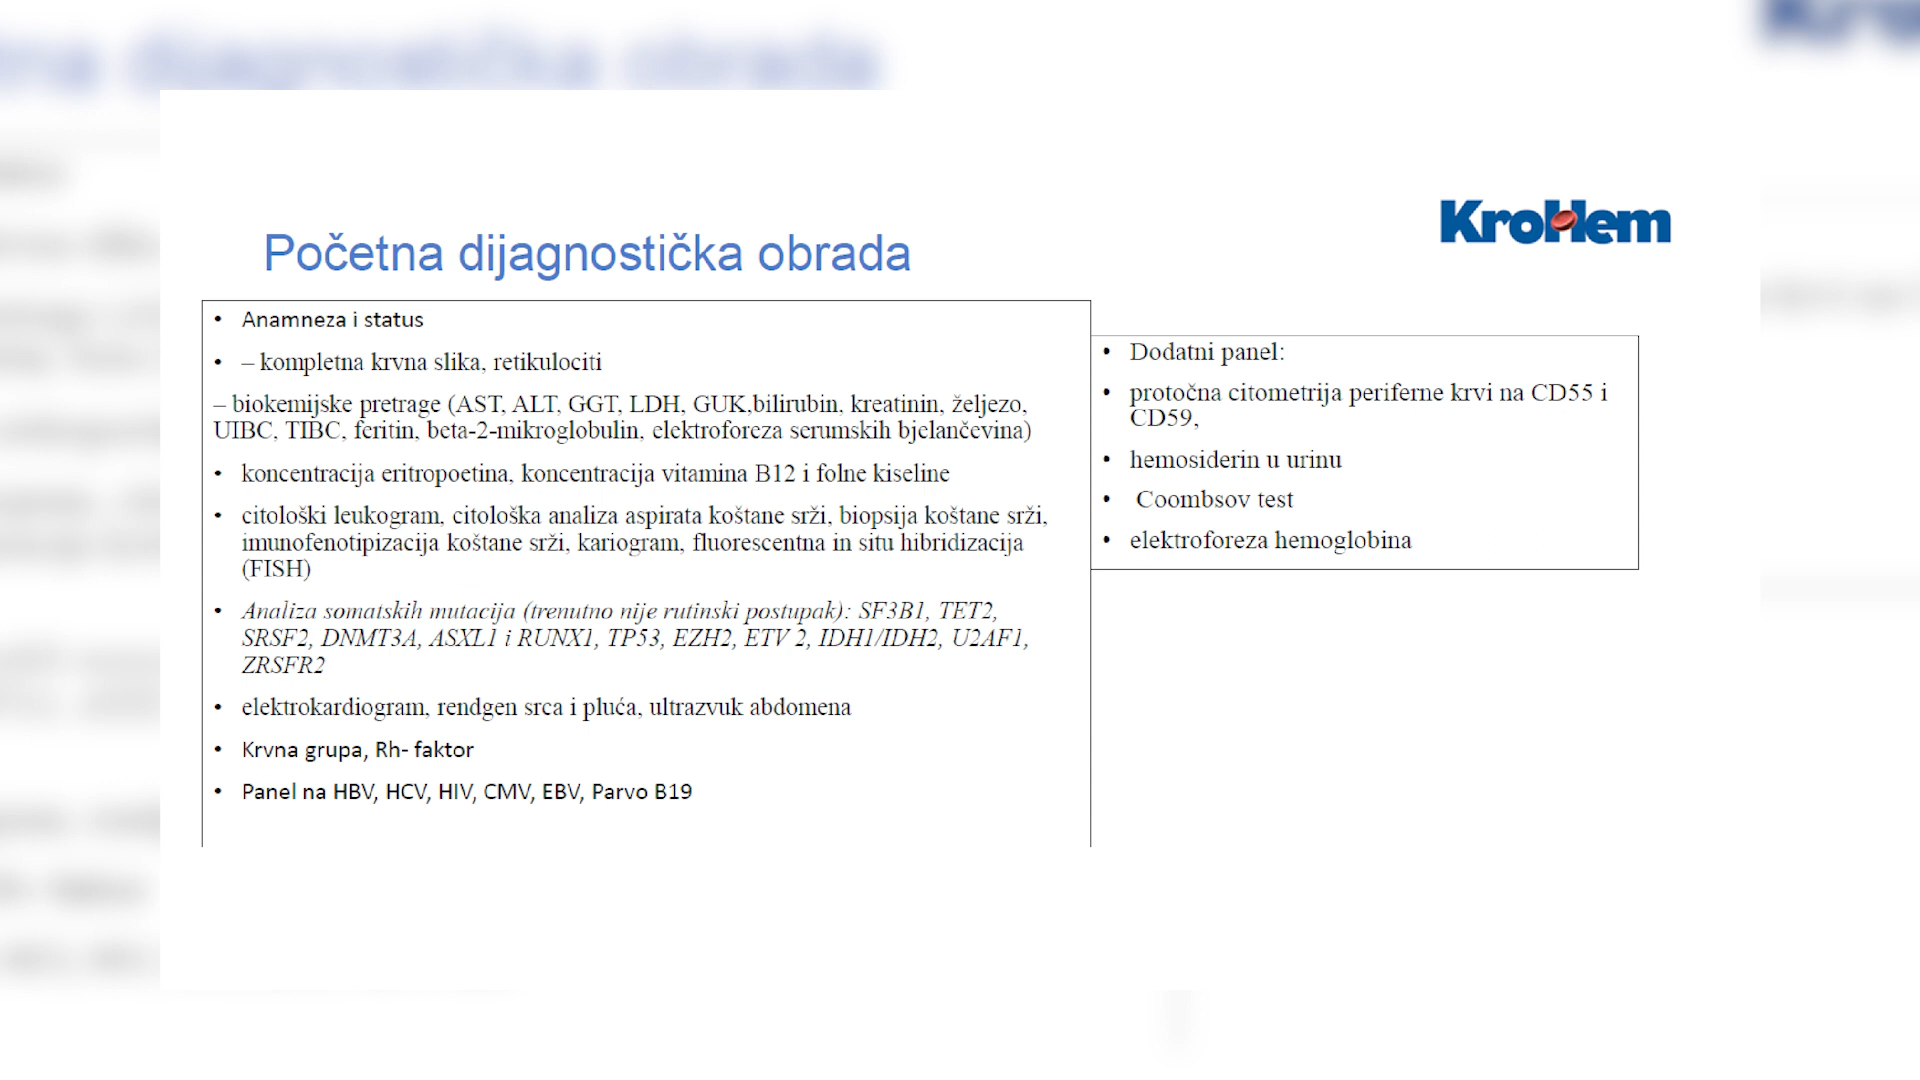 KroHem
Početna dijagnostička obrada
• Anamneza i status
• – kompletna krvna slika, retikulociti
– biokemijske pretrage (AST, ALT, GGT, LDH, GUK,bilirubin, kreatinin, željezo,
UIBC, TIBC, feritin, beta-2-mikroglobulin, elektroforeza serumskih bjelančevina)
• koncentracija eritropoetina, koncentracija vitamina B12 i folne kiseline
• citološki leukogram, citološka analiza aspirata koštane srži, biopsija koštane srži,
imunofenotipizacija koštane srži, kariogram, fluorescentna in situ hibridizacija
(FISH)
• Analiza somatskih mutacija (trenutno nije rutinski postupak): SF3B1, TET2,
SRSF2, DNMT3A, ASXL1 i RUNX1, TP53, EZH2, ETV 2, IDH1/IDH2, U2AF1,
ZRSFR2
• elektrokardiogram, rendgen srca i pluća, ultrazvuk abdomena
• Krvna grupa, Rh- faktor
• Panel na HBV, HCV, HIV, CMV, EBV, Parvo B19
• Dodatni panel:
• protočna citometrija periferne krvi na CD55 i
CD59,
• hemosiderin u urinu
• Coombsov test
• elektroforeza hemoglobina